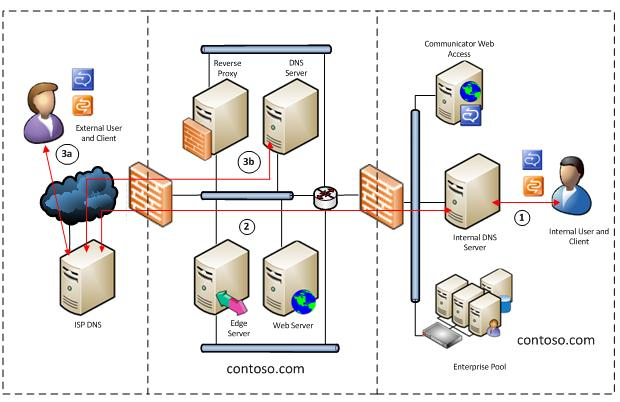 Communicator Web
Access
Reverse
Proxy
DNS
Server
External User
and Client
3a
3b
1
2
Internal DNS
Server
Internal User and
Client
ISP DNS
Edge
Server
Web Server
contoso.com
contoso.com
Enterprise Pool